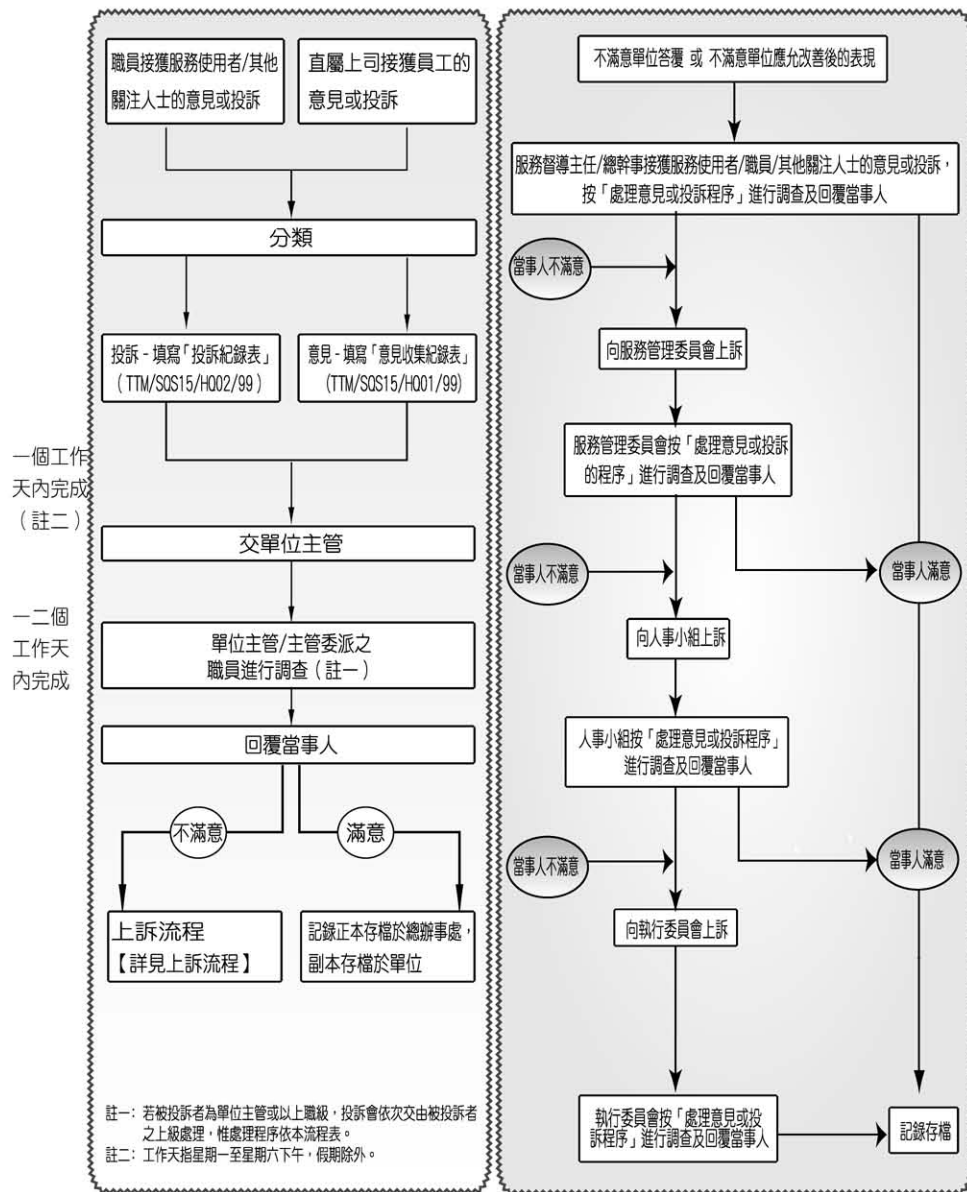 職員接獲服務使用者/其他
關注人士的意見或投訴
直屬上司接獲員工的
意見或投訴
分類
投訴 - 填寫「投訴紀錄表」
(TTM/SQS15/HQ02/99)
意見 - 填寫「意見收集紀錄表」
(TTM/SQS15/HQ01/99)
一個工作
天內完成
(註二)
交單位主管
一二個
工作天
內完成
單位主管/主管委派之
職員進行調查(註一)
回覆當事人
不滿意
滿意
上訴流程
【詳見上訴流程】
記錄正本存檔於總辦事處,
副本存檔於單位
註一: 若被投訴者為單位主管或以上職級,投訴會依次交由被投訴者
之上級處理,惟處理程序依本流程表。
註二: 工作天指星期一至星期六下午,假期除外。
不滿意單位答覆 或 不滿意單位應允改善後的表現
服務督導主任/總幹事接獲服務使用者/職員/其他關注人士的意見或投訴,
按「處理意見或投訴程序」進行調查及回覆當事人
當事人不滿意
向服務管理委員會上訴
服務管理委員會按「處理意見或投訴
的程序」進行調查及回覆當事人
當事人不滿意
當事人滿意
向人事小組上訴
人事小組按「處理意見或投訴程序」
進行調查及回覆當事人
當事人不滿意
當事人滿意
向執行委員會上訴
執行委員會按「處理意見或投
訴程序」進行調查及回覆當事人
記錄存檔